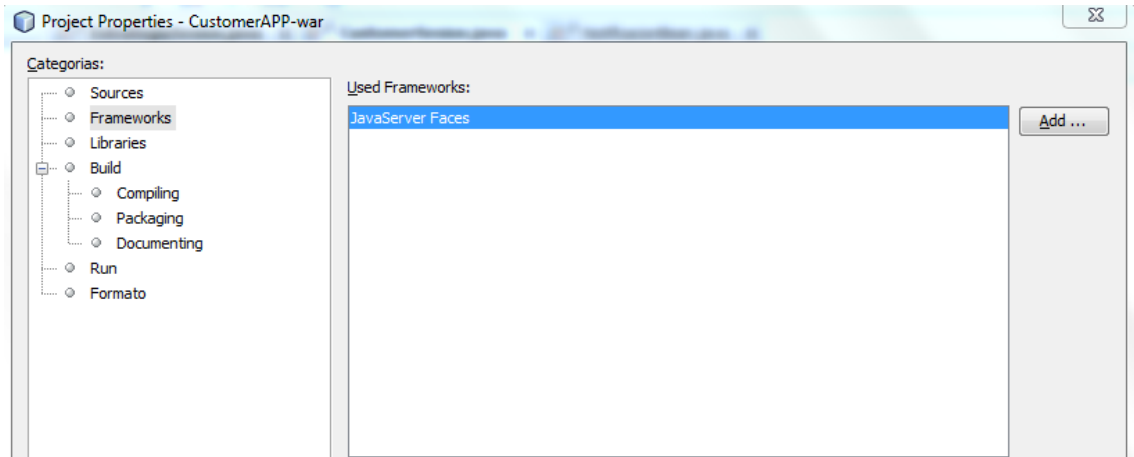 Project Properties - CustomerAPP-war
Categorias:
Sources
Frameworks
Libraries
Build
Compiling
Packaging
Documenting
Run
Formato
Used Frameworks:
JavaServer Faces
Add ...